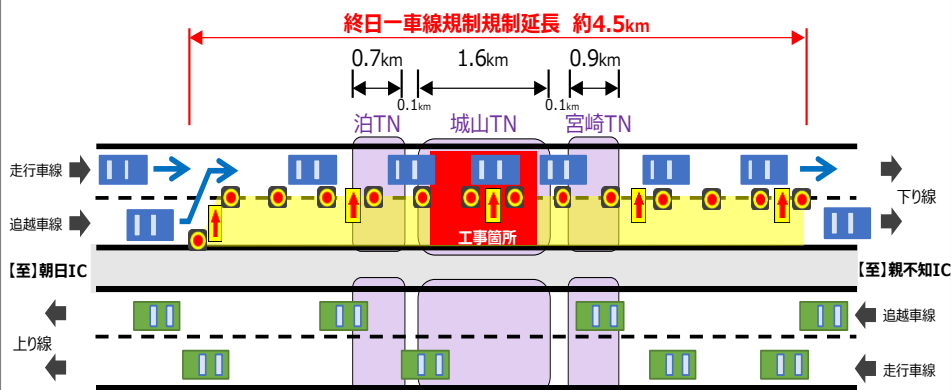 終日一車線規制規制延長 約4.5km
0.7km
1.6km
0.9km
0.1km
0.1km
泊TN
城山TN
宮崎TN
走行車線
追越車線
下り線
工事箇所
【至】朝日IC
【至】親不知IC
上り線
追越車線
走行車線